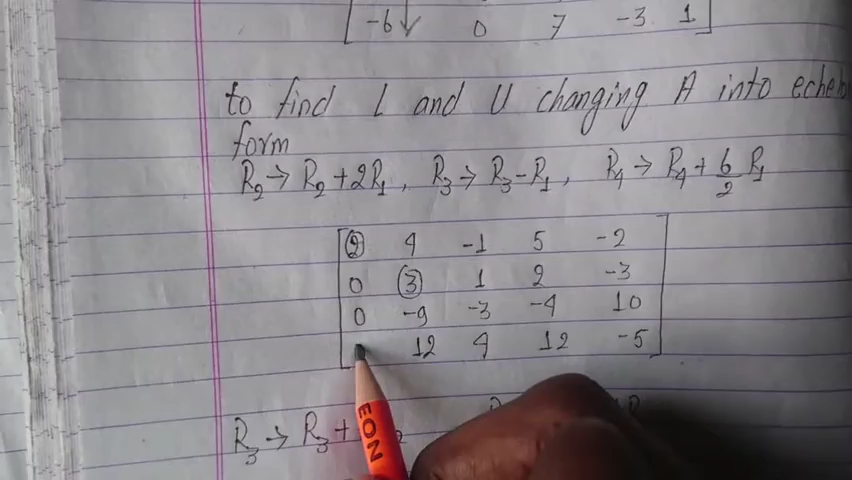 -6 0 7 -3 1
to find L and U changing A into
form
R2 → R2 + 2R1, R3 → R3 - R1, R4 → R4 + 6/2 R1
2 4 -1 5 -2
0 3 1 2 -3
0 -9 -3 -4 10
12 4 12 -5
R3 → R3 +
EON